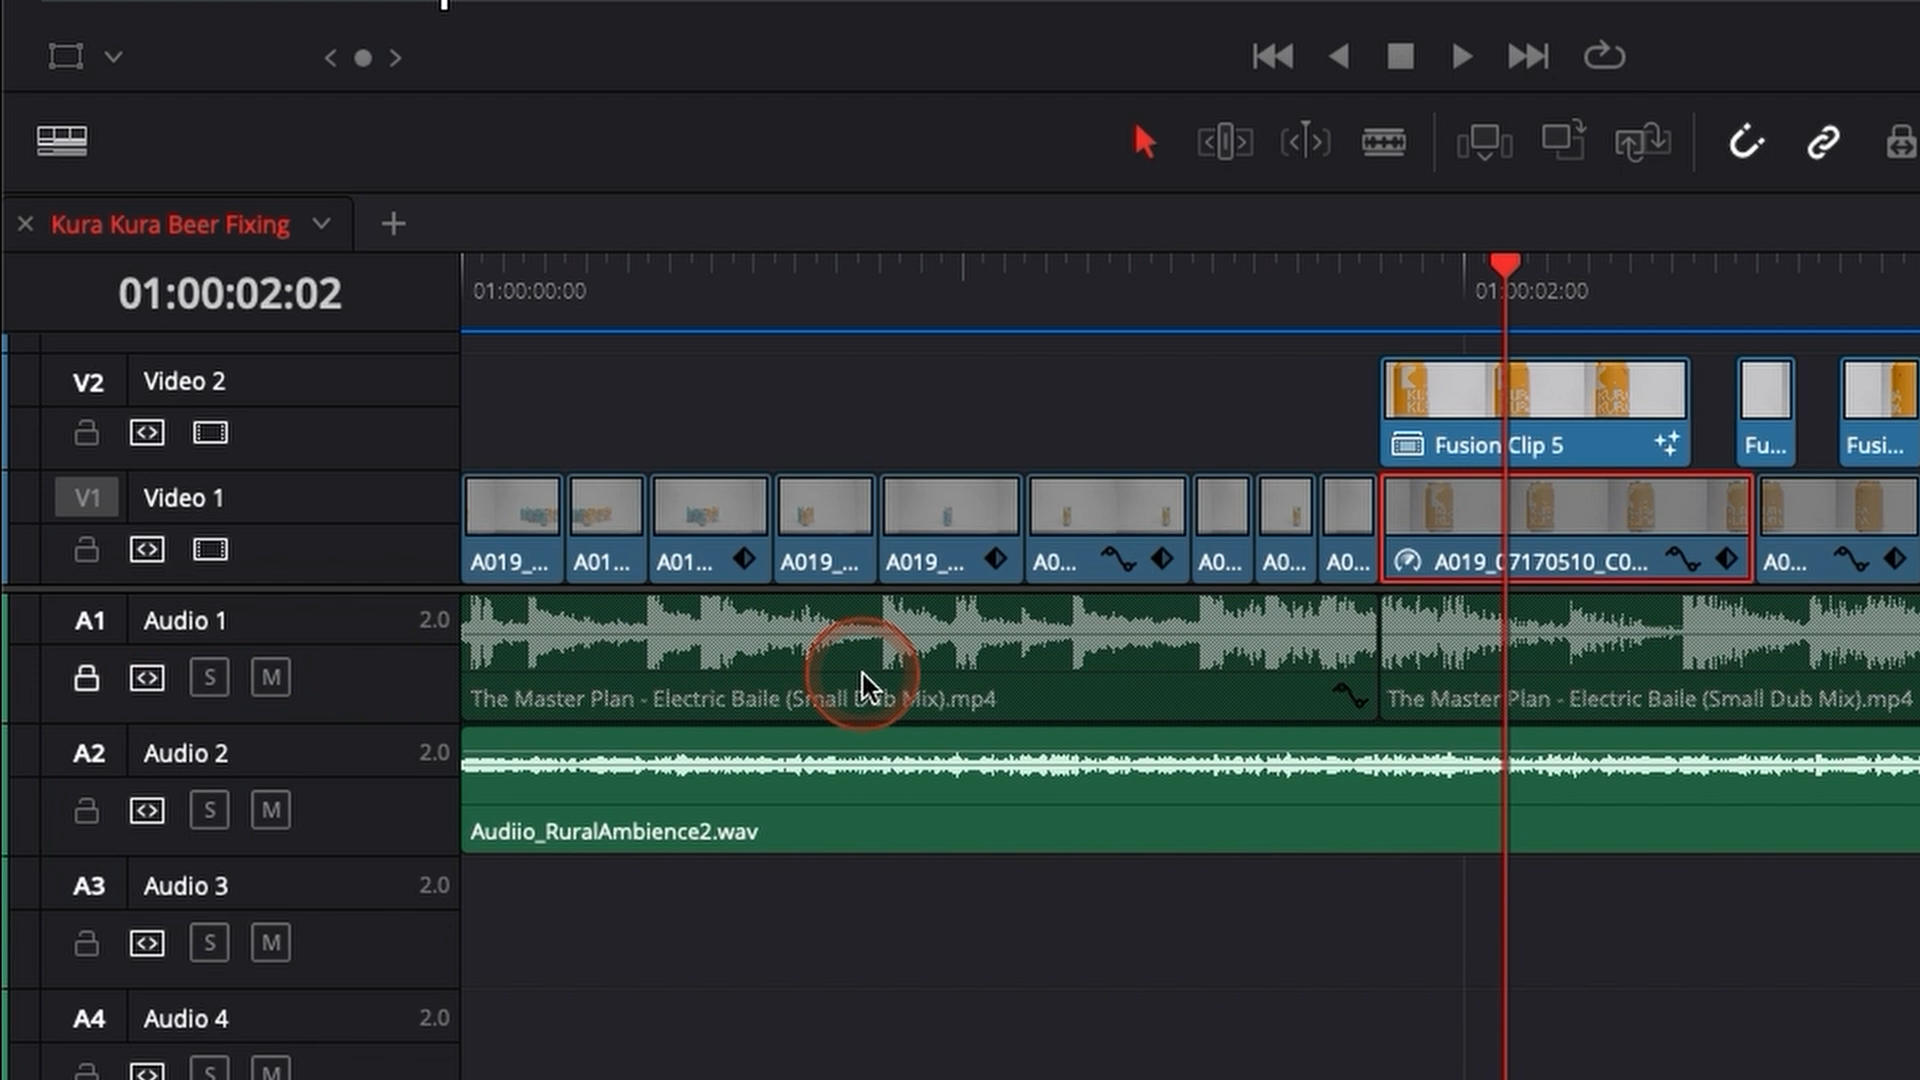 Kura Kura Beer Fixing
01:00:02:02
01:00:00:00
01:00:02:00
V2 Video 2
Fusion Clip 5
Fu...
Fusi...
V1 Video 1
A019_...
A01...
A01...
A019_...
A019_...
A0...
A0...
A0...
A0...
A019_07170510_C0...
A0...
A1 Audio 1 2.0
S M
The Master Plan - Electric Baile (Small Dub Mix).mp4
The Master Plan - Electric Baile (Small Dub Mix).mp4
A2 Audio 2 2.0
S M
Audiio_RuralAmbience2.wav
A3 Audio 3 2.0
S M
A4 Audio 4 2.0
S M